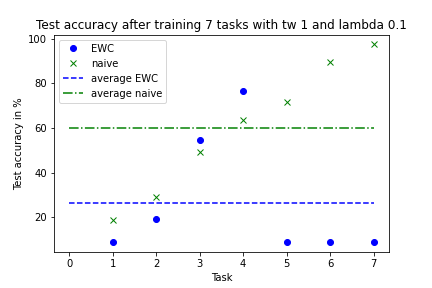 Test accuracy after training 7 tasks with tw 1 and lambda 0.1
100
80
60
40
20
Test accuracy in %
EWC
naive
average EWC
average naive
0 1 2 3 4 5 6 7
Task